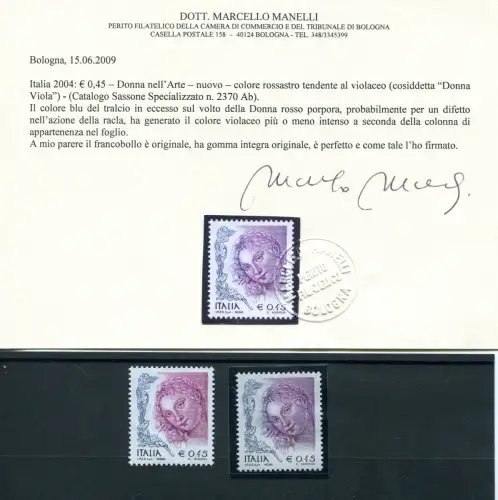 DOTT. MARCELLO MANELLI
PERITO FILATELICO DELLA CAMERA DI COMMERCIO E DEL TRIBUNALE DI BOLOGNA
CASELLA POSTALE 158 - 40124 BOLOGNA - TEL. 348/3345399
Bologna, 15.06.2009
Italia 2004: € 0,45 – Donna nell'Arte – nuovo – colore rossastro tendente al violaceo (cosiddetta "Donna
Viola") - (Catalogo Sassone Specializzato n. 2370 Ab).
Il colore blu del tralcio in eccesso sul volto della Donna rosso porpora, probabilmente per un difetto
nell'azione della racla, ha generato il colore violaceo più o meno intenso a seconda della colonna di
appartenenza nel foglio.
A mio parere il francobollo è originale, ha gomma integra originale, è perfetto e come tale l'ho firmato.
ITALIA € 0,45
MANELLI
PERITO
BOLOGNA
ITALIA € 0,45
ITALIA € 0,45